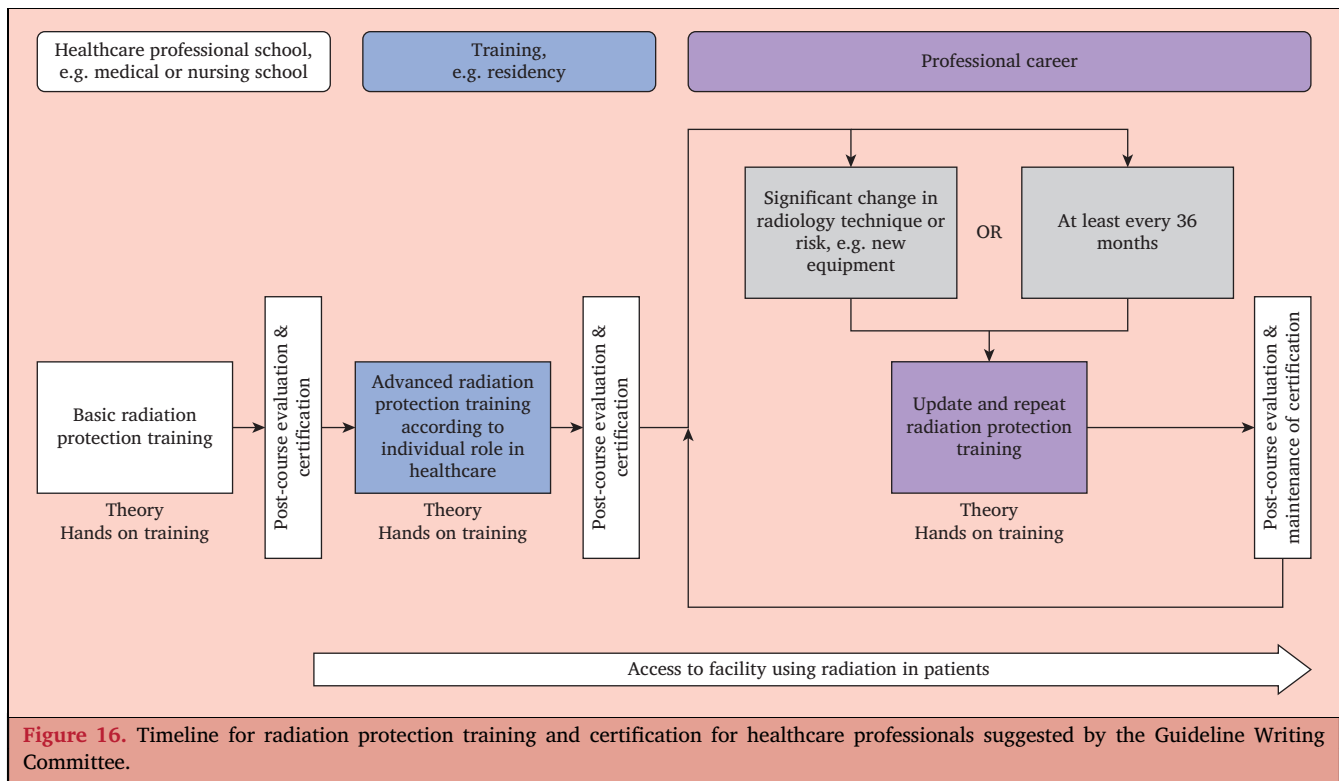 Healthcare professional school,
e.g. medical or nursing school
Training,
e.g. residency
Professional career
Significant change in
radiology technique or
risk, e.g. new
equipment
OR
At least every 36
months
Basic radiation
protection training
Theory
Hands on training
Post-course evaluation &
certification
Advanced radiation
protection training
according to
individual role in
healthcare
Theory
Hands on training
Post-course evaluation &
certification
Update and repeat
radiation protection
training
Theory
Hands on training
Post-course evaluation &
maintenance of certification
Access to facility using radiation in patients
Figure 16. Timeline for radiation protection training and certification for healthcare professionals suggested by the Guideline Writing
Committee.